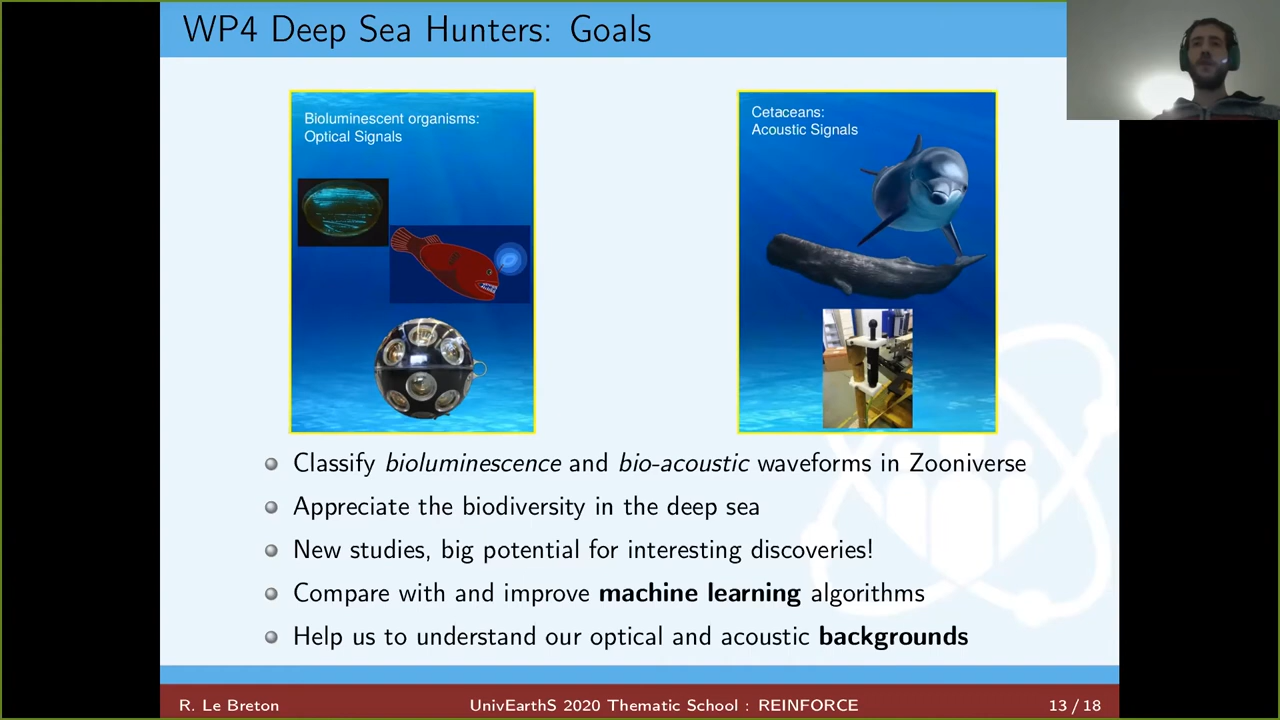 WP4 Deep Sea Hunters: Goals
Bioluminescent organisms:
Optical Signals
Cetaceans:
Acoustic Signals
Classify bioluminescence and bio-acoustic waveforms in Zooniverse
Appreciate the biodiversity in the deep sea
New studies, big potential for interesting discoveries!
Compare with and improve machine learning algorithms
Help us to understand our optical and acoustic backgrounds
R. Le Breton
UnivEarthS 2020 Thematic School : REINFORCE
13 / 18